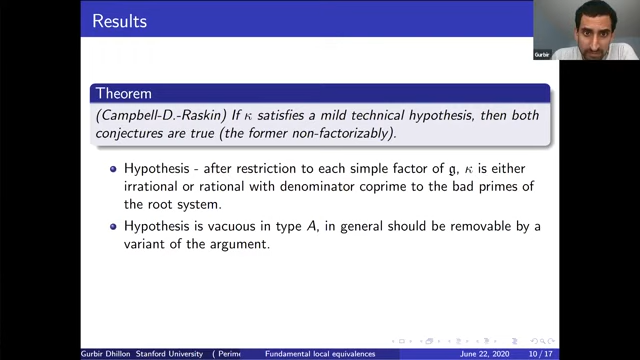 Results
Theorem
(Campbell-D.-Raskin) If κ satisfies a mild technical hypothesis, then both
conjectures are true (the former non-factorizably).
Hypothesis - after restriction to each simple factor of 𝔤, κ is either
irrational or rational with denominator coprime to the bad primes of
the root system.
Hypothesis is vacuous in type A, in general should be removable by a
variant of the argument.
Gurbir
Gurbir Dhillon Stanford University ( Perime Fundamental local equivalences June 22, 2020 10 / 17